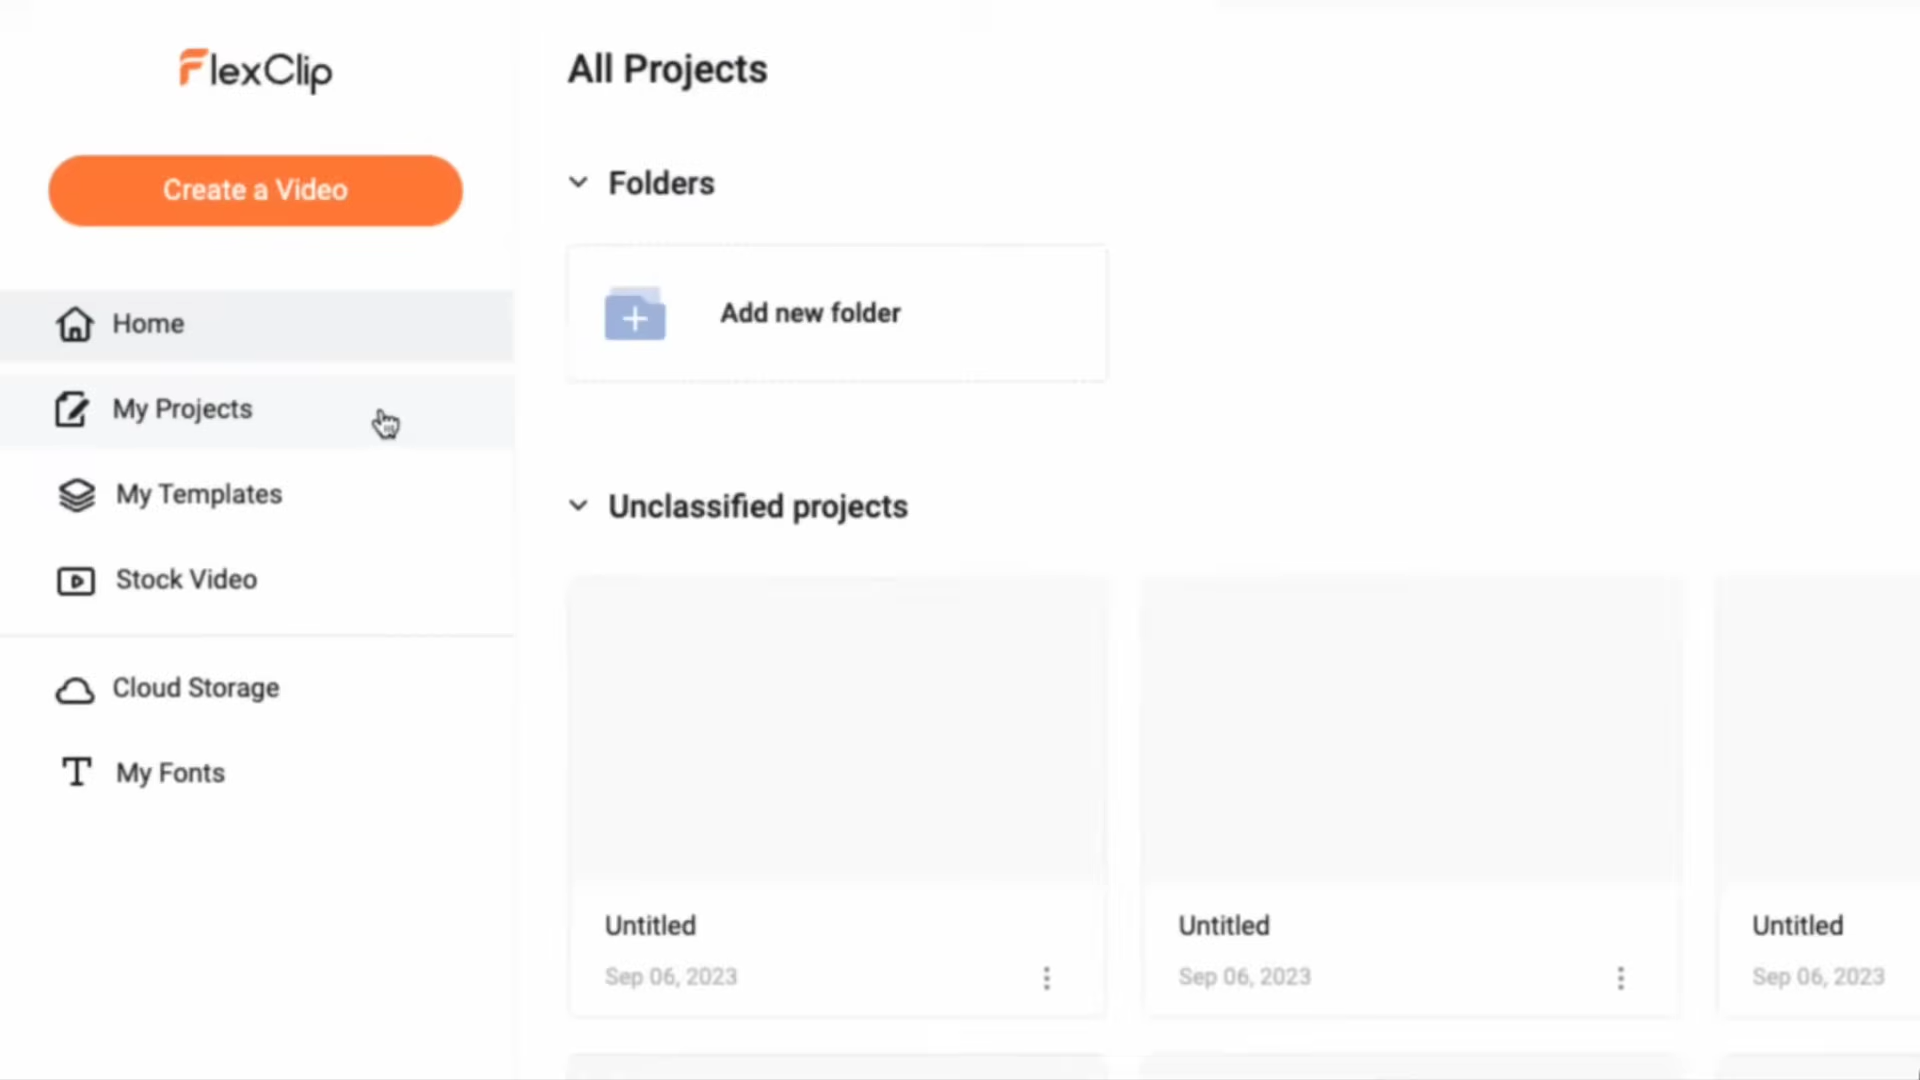 FlexClip
Create a Video
Home
My Projects
My Templates
Stock Video
Cloud Storage
My Fonts
All Projects
Folders
Add new folder
Unclassified projects
Untitled
Sep 06, 2023
Untitled
Sep 06, 2023
Untitled
Sep 06, 2023